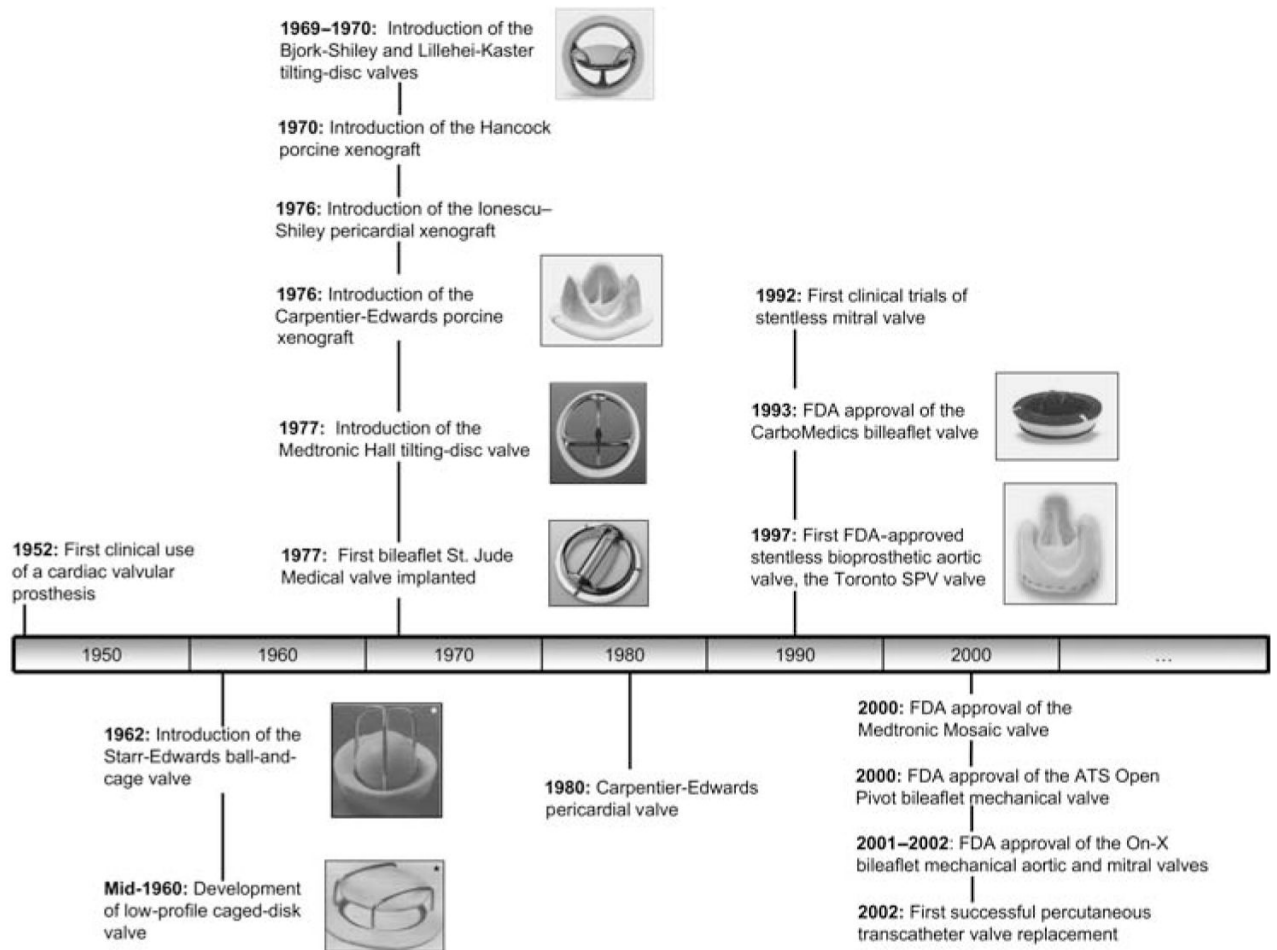 1969–1970: Introduction of the
Bjork-Shiley and Lillehei-Kaster
tilting-disc valves
1970: Introduction of the Hancock
porcine xenograft
1976: Introduction of the Ionescu–
Shiley pericardial xenograft
1976: Introduction of the
Carpentier-Edwards porcine
xenograft
1977: Introduction of the
Medtronic Hall tilting-disc valve
1977: First bileaflet St. Jude
Medical valve implanted
1992: First clinical trials of
stentless mitral valve
1993: FDA approval of the
CarboMedics billeaflet valve
1997: First FDA-approved
stentless bioprosthetic aortic
valve, the Toronto SPV valve
1952: First clinical use
of a cardiac valvular
prosthesis
1950 1960 1970 1980 1990 2000 ...
1962: Introduction of the
Starr-Edwards ball-and-
cage valve
Mid-1960: Development
of low-profile caged-disk
valve
1980: Carpentier-Edwards
pericardial valve
2000: FDA approval of the
Medtronic Mosaic valve
2000: FDA approval of the ATS Open
Pivot bileaflet mechanical valve
2001–2002: FDA approval of the On-X
bileaflet mechanical aortic and mitral valves
2002: First successful percutaneous
transcatheter valve replacement